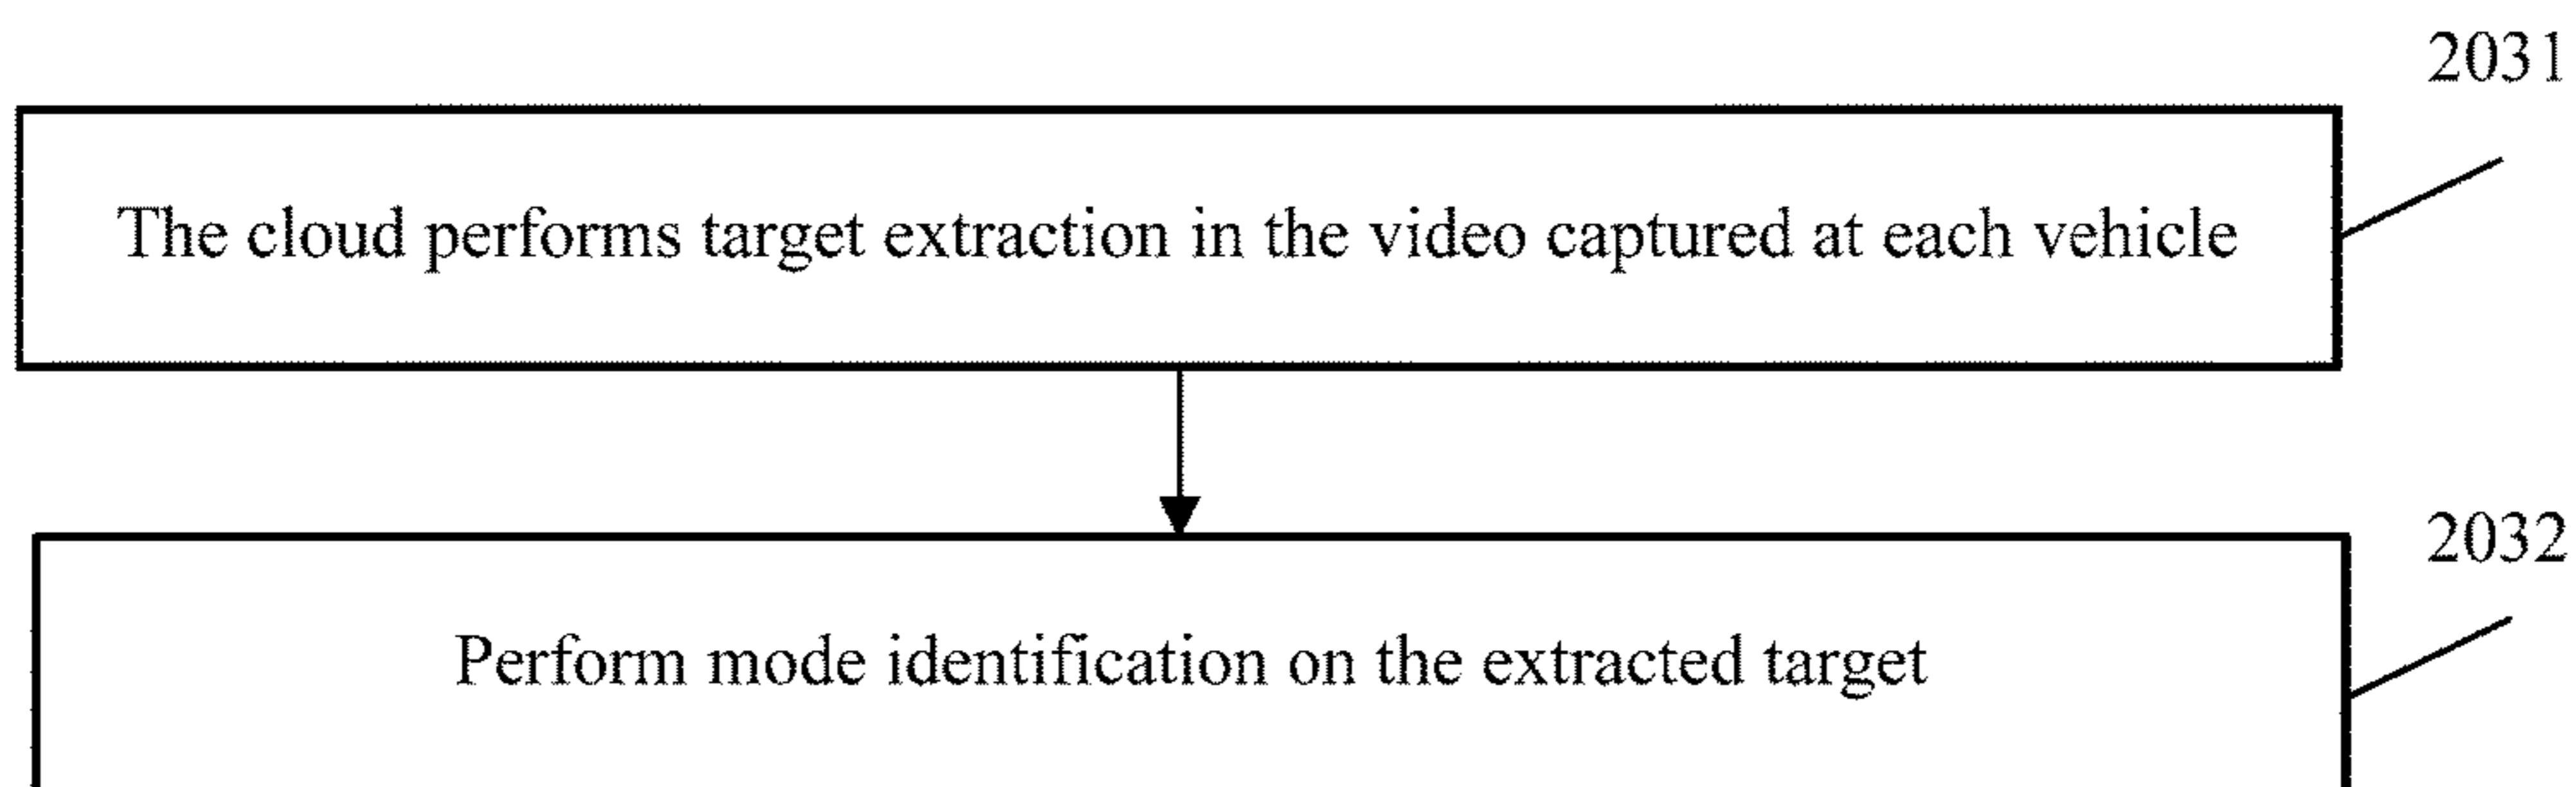 2031
The cloud performs target extraction in the video captured at each vehicle
2032
Perform mode identification on the extracted target